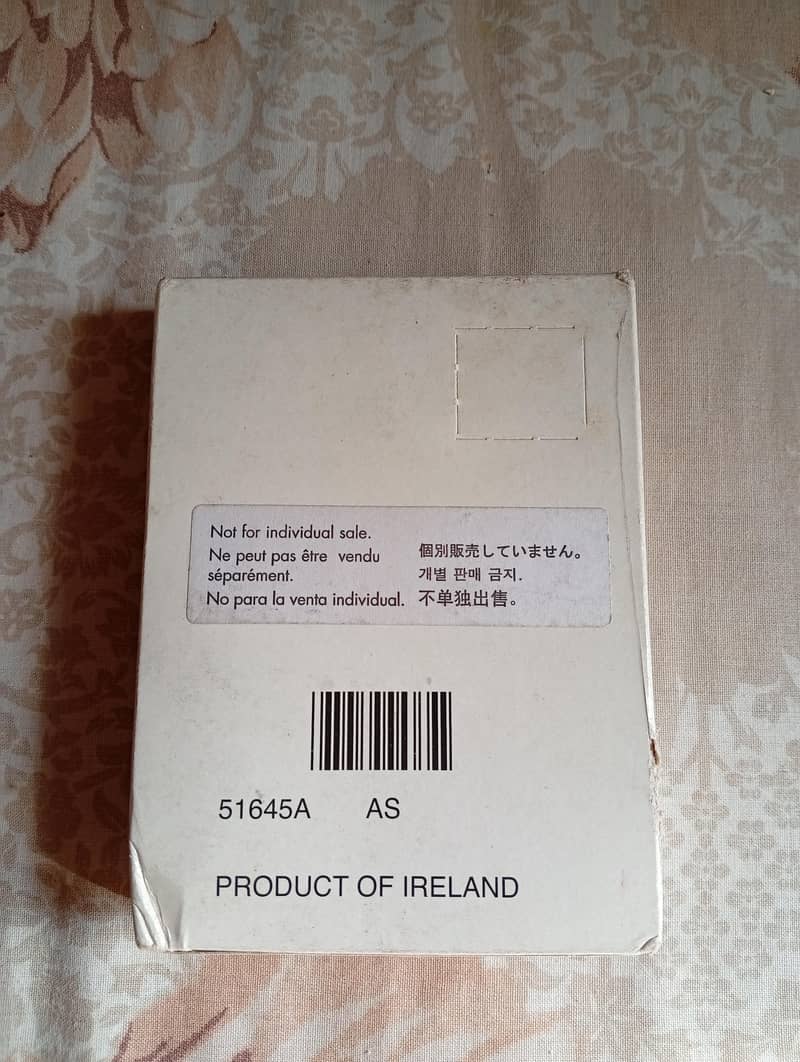 Not for individual sale.
Ne peut pas être vendu
séparément.
No para la venta individual.
個別販売していません。
개별 판매 금지.
不单独出售。
51645A AS
PRODUCT OF IRELAND